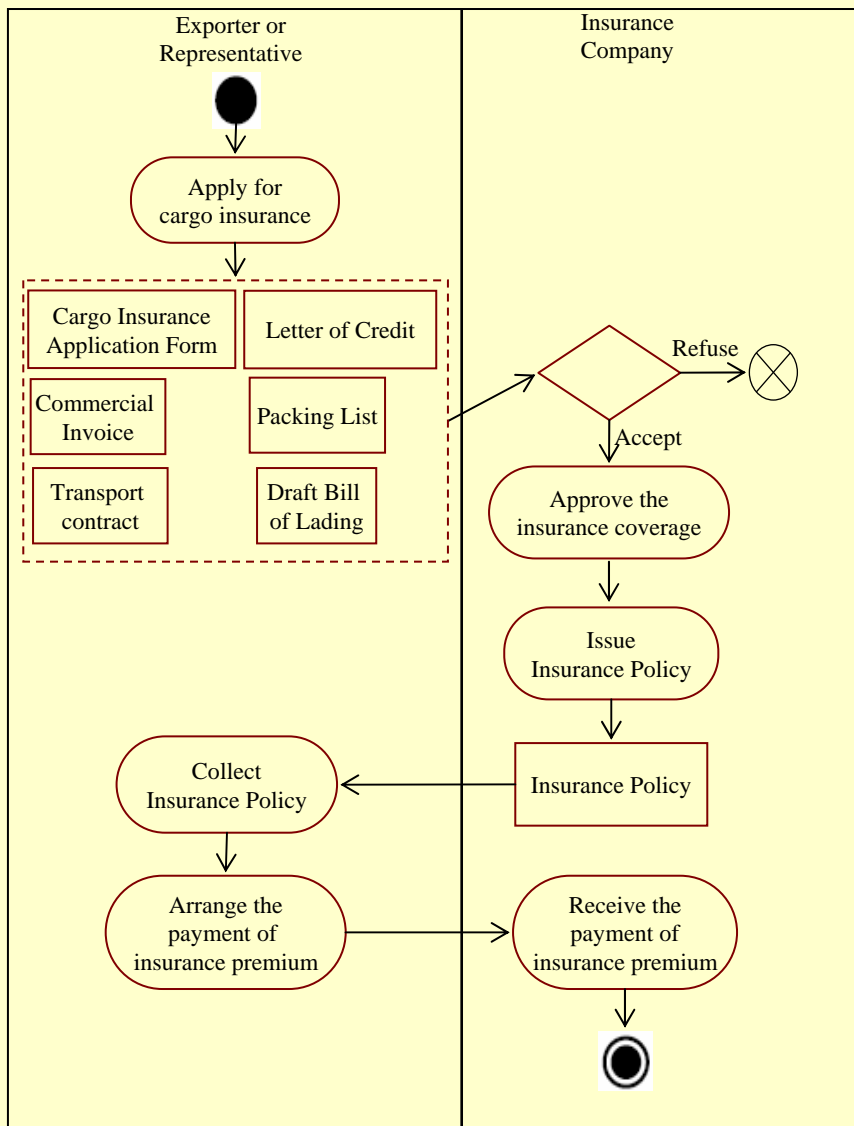 Exporter or
Representative
Insurance
Company
Apply for
cargo insurance
Cargo Insurance
Application Form
Letter of Credit
Commercial
Invoice
Packing List
Transport
contract
Draft Bill
of Lading
Refuse
Accept
Approve the
insurance coverage
Issue
Insurance Policy
Insurance Policy
Collect
Insurance Policy
Arrange the
payment of
insurance premium
Receive the
payment of
insurance premium